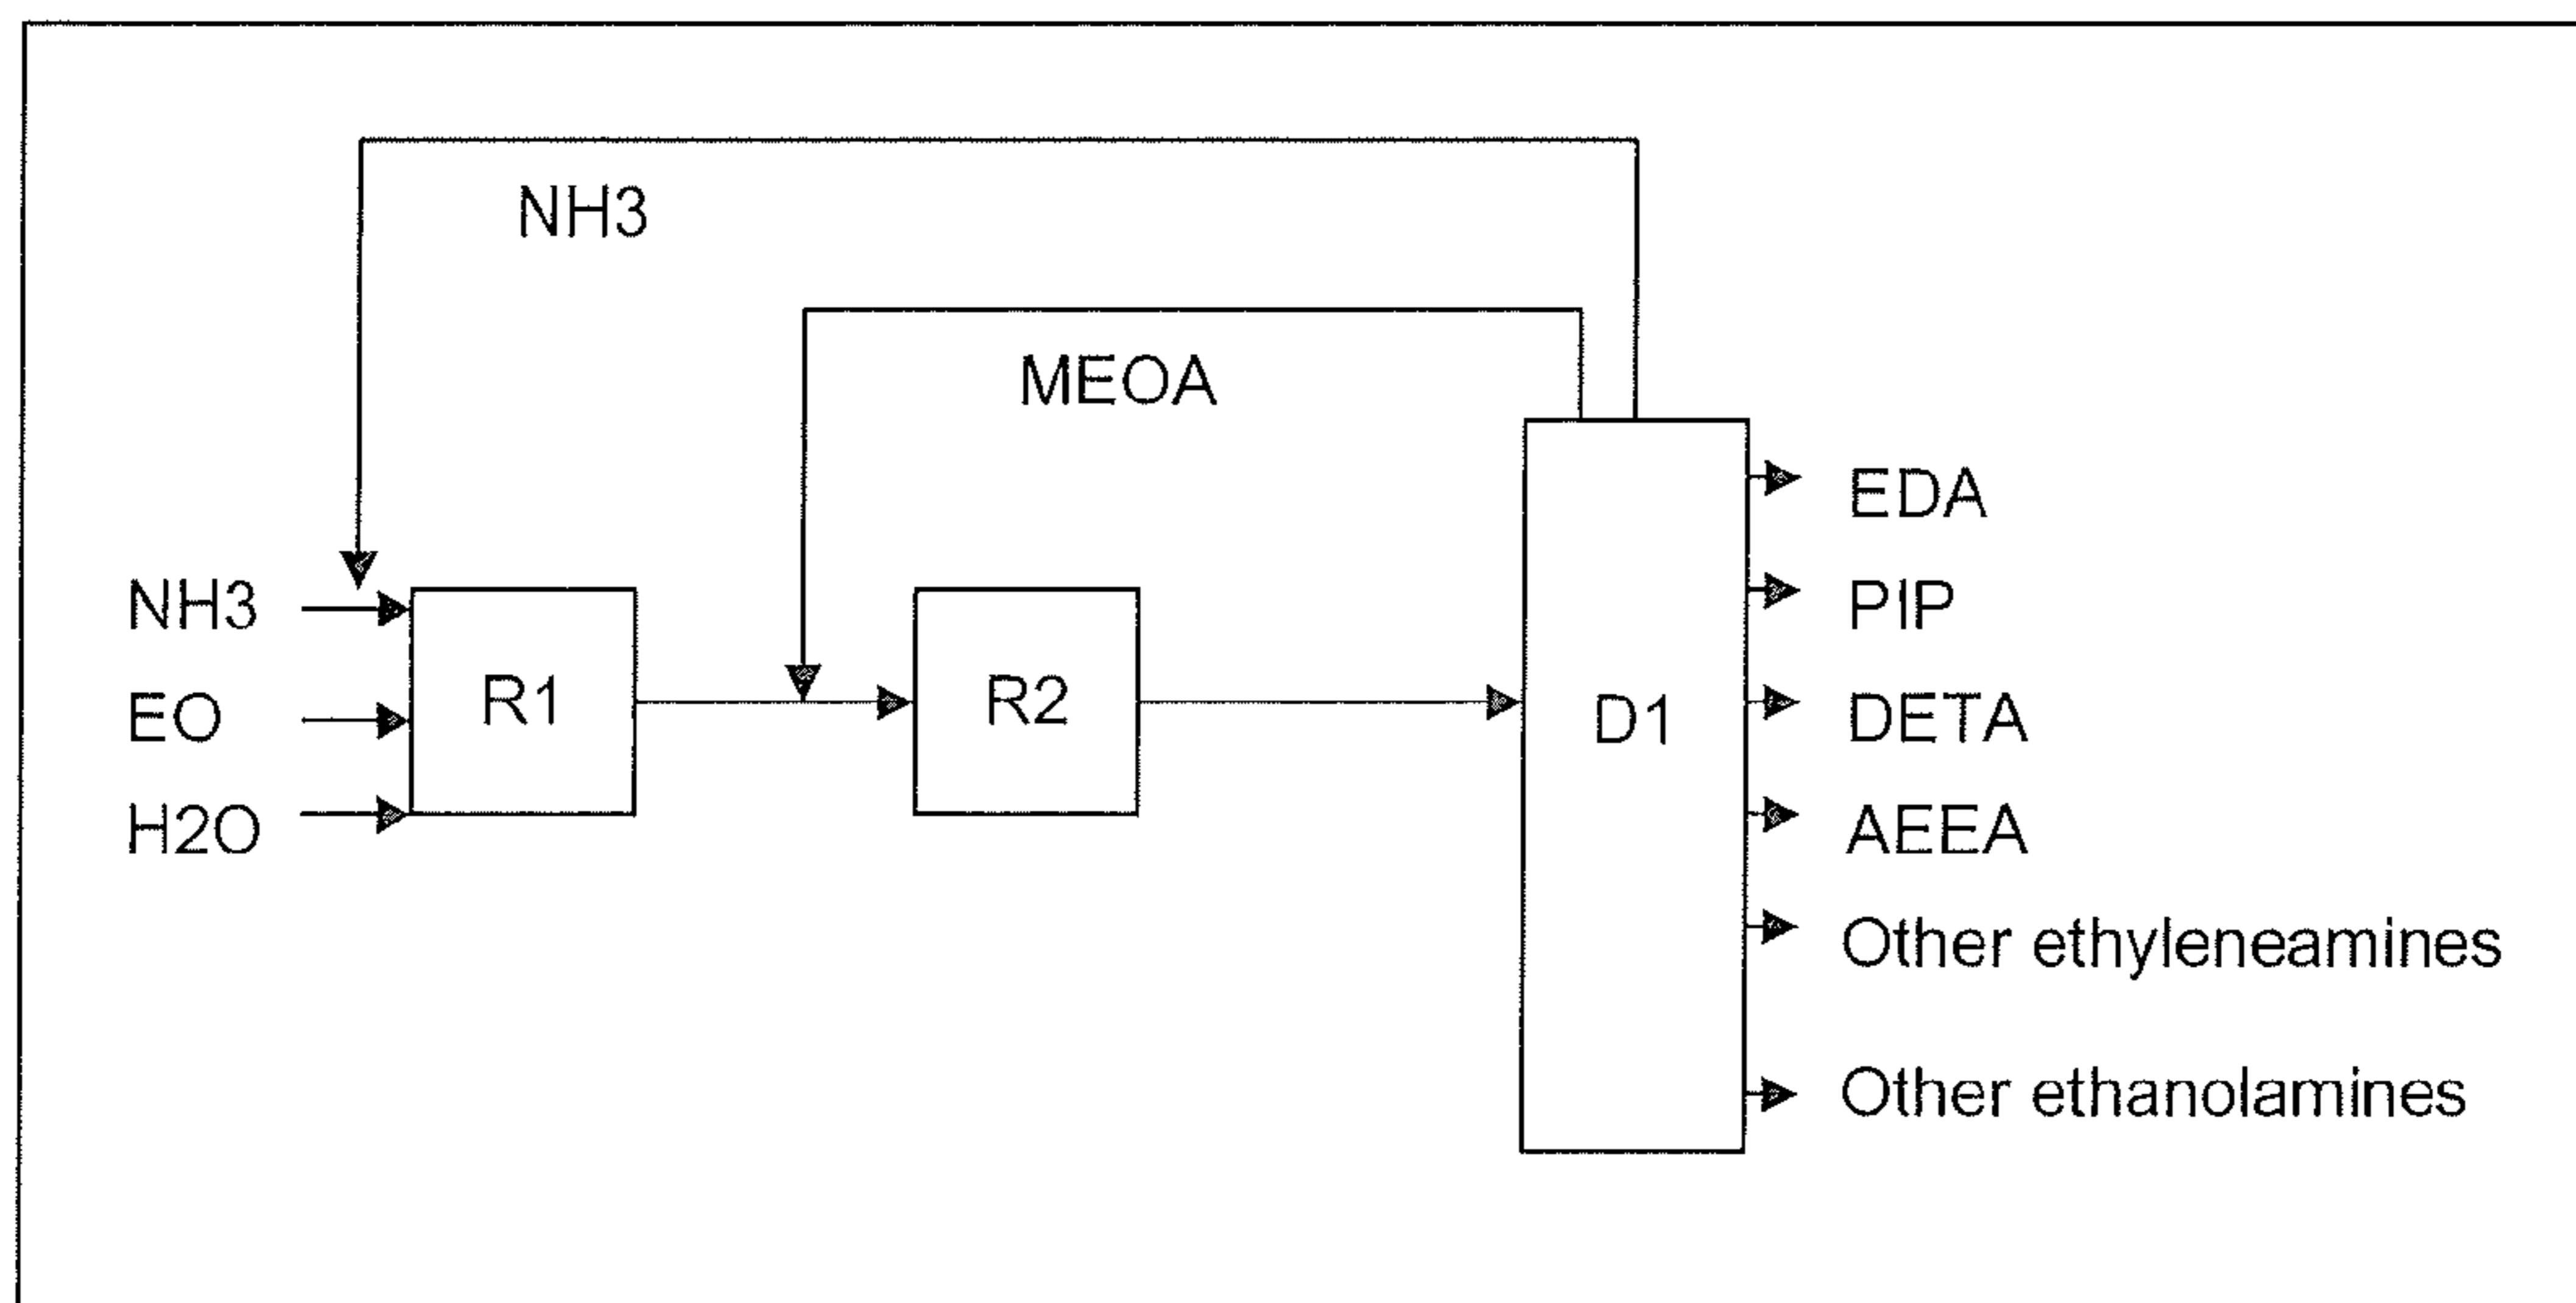 NH3
MEOA
EDA
NH3
PIP
EO
R1
R2
D1
DETA
H2O
AEEA
Other ethyleneamines
Other ethanolamines